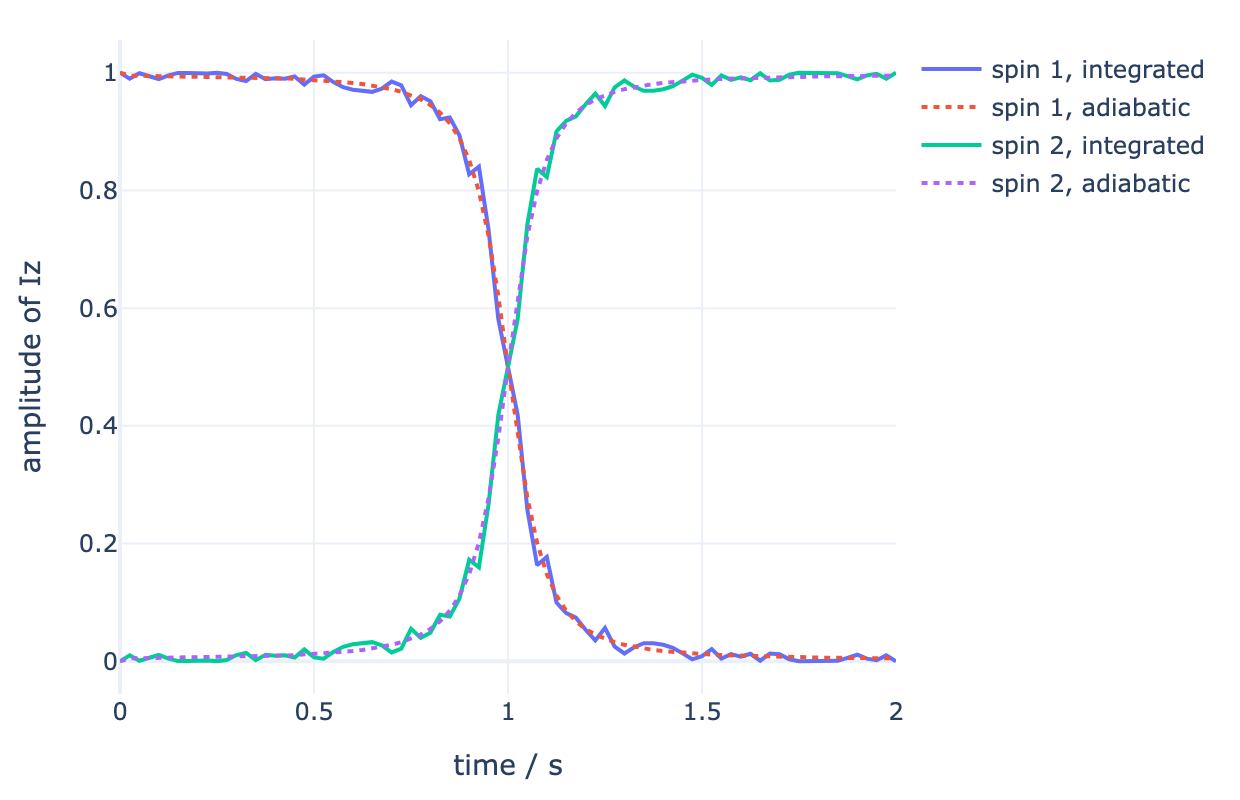 1
0.8
0.6
0.4
0.2
0
amplitude of Iz
0
0.5
1
1.5
2
time / s
spin 1, integrated
spin 1, adiabatic
spin 2, integrated
spin 2, adiabatic